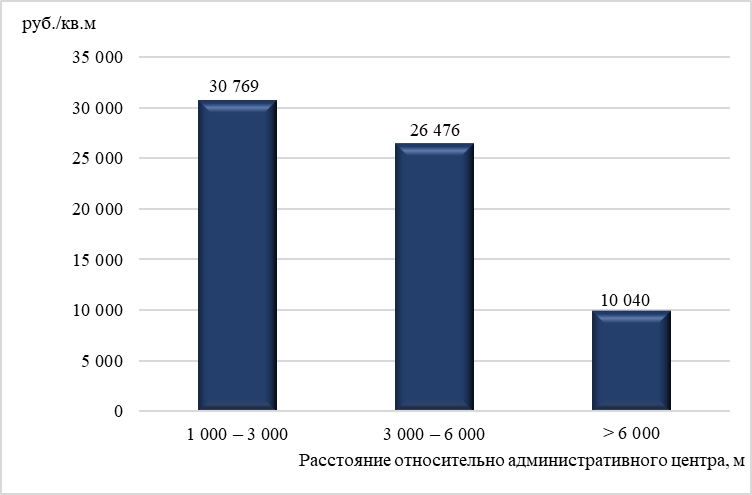 руб./кв.м
35 000
30 000
25 000
20 000
15 000
10 000
5 000
0
30 769
26 476
10 040
1 000 – 3 000
3 000 – 6 000
> 6 000
Расстояние относительно административного центра, м